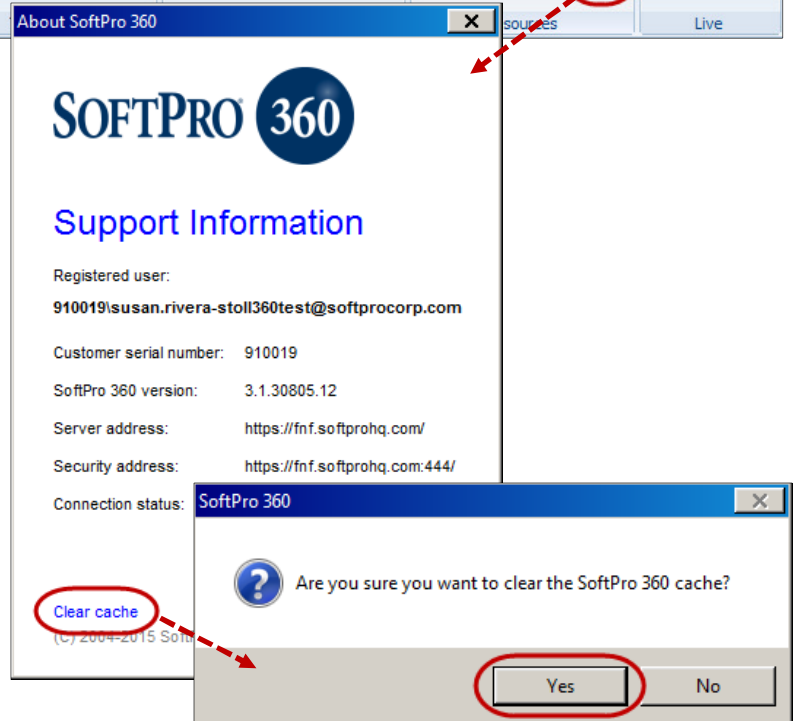 sources
Live
About SoftPro 360
SOFTPRO 360
Support Information
Registered user:
910019\susan.rivera-stoll360test@softprocorp.com
Customer serial number: 910019
SoftPro 360 version: 3.1.30805.12
Server address: https://fnf.softprohq.com/
Security address: https://fnf.softprohq.com:444/
Connection status:
SoftPro 360
Are you sure you want to clear the SoftPro 360 cache?
Clear cache
(C) 2004-2015 Soft
Yes
No